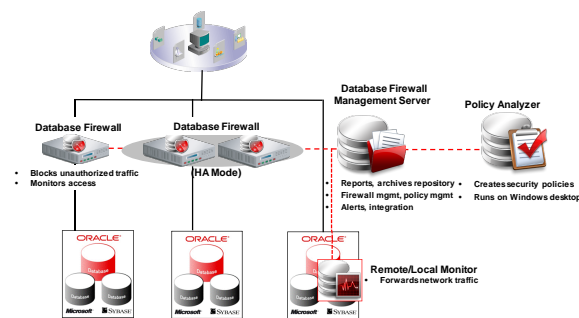 Database Firewall
Management Server
Policy Analyzer
Database Firewall
Database Firewall
(HA Mode)
• Blocks unauthorized traffic
• Monitors access
• Reports, archives repository
• Firewall mgmt, policy mgmt
• Alerts, integration
• Creates security policies
• Runs on Windows desktop
ORACLE
Database
Database
Database
Microsoft SYBASE
ORACLE
Database
Database
Database
Microsoft SYBASE
ORACLE
Database
Database
Microsoft SYBASE
Remote/Local Monitor
• Forwards network traffic